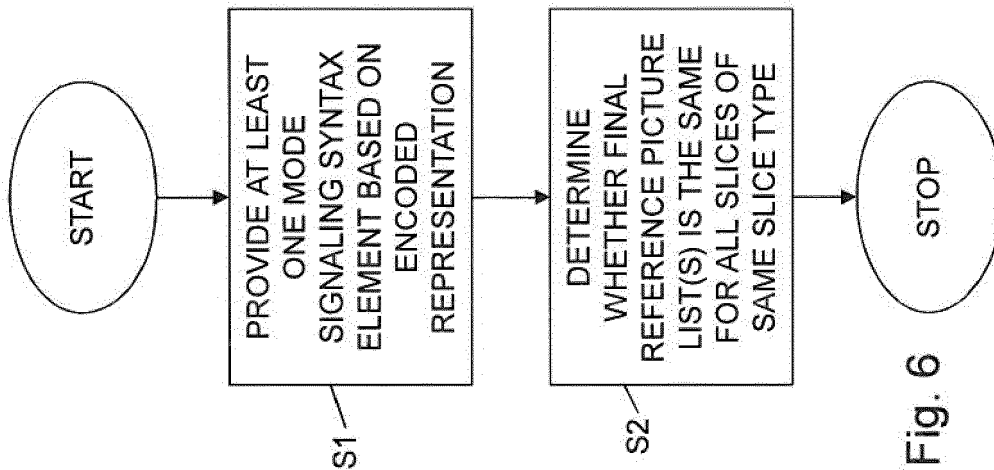 START
PROVIDE AT LEAST
ONE MODE
SIGNALING SYNTAX
ELEMENT BASED ON
ENCODED
REPRESENTATION
S1
DETERMINE
WHETHER FINAL
REFERENCE PICTURE
LIST(S) IS THE SAME
FOR ALL SLICES OF
SAME SLICE TYPE
S2
STOP
Fig. 6